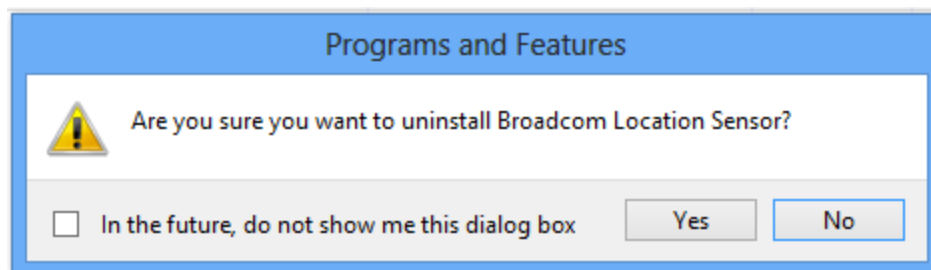 Programs and Features
Are you sure you want to uninstall Broadcom Location Sensor?
In the future, do not show me this dialog box
Yes
No